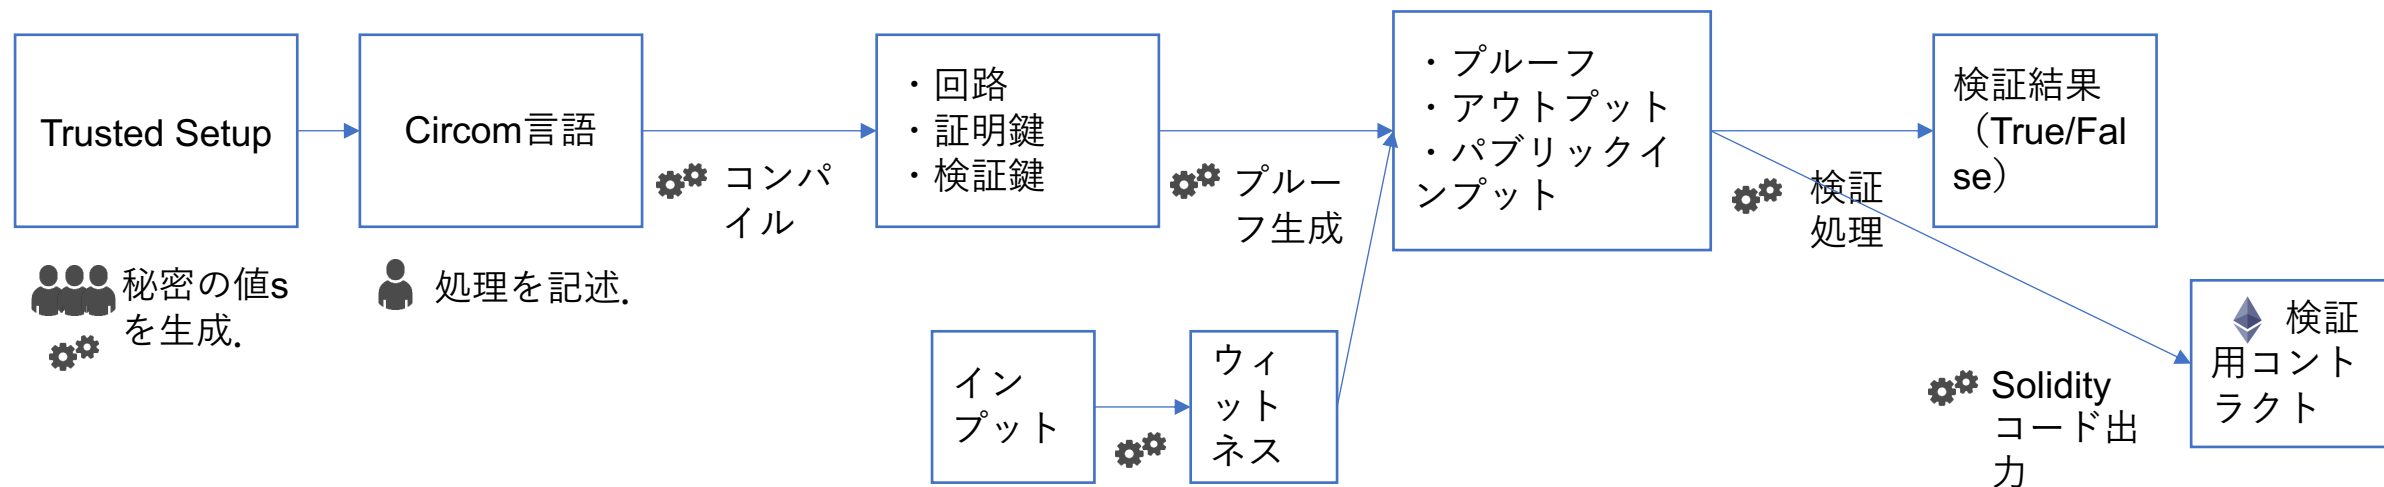 Trusted Setup
秘密の値s
を生成.
Circom言語
処理を記述.
コンパ
イル
・回路
・証明鍵
・検証鍵
プルー
フ生成
イン
プット
ウィ
ット
ネス
・プルーフ
・アウトプット
・パブリックイ
ンプット
検証
処理
検証結果
（True/Fal
se）
Solidity
コード出
力
検証
用コント
ラクト